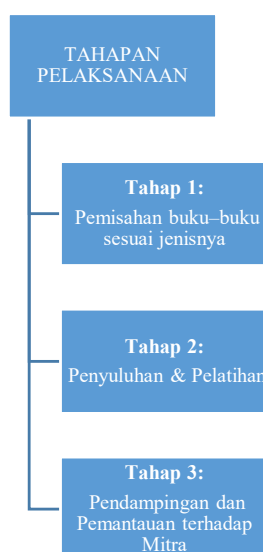 TAHAPAN
PELAKSANAAN
Tahap 1:
Pemisahan buku–buku
sesuai jenisnya
Tahap 2:
Penyuluhan & Pelatihan
Tahap 3:
Pendampingan dan
Pemantauan terhadap
Mitra